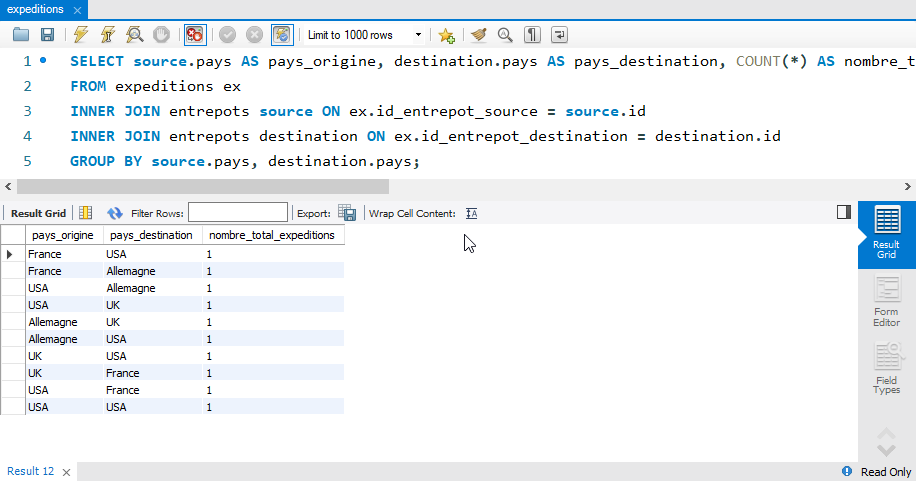 expeditions
Limit to 1000 rows
1 SELECT source.pays AS pays_origine, destination.pays AS pays_destination, COUNT(*) AS nombre_t
2 FROM expeditions ex
3 INNER JOIN entrepots source ON ex.id_entrepot_source = source.id
4 INNER JOIN entrepots destination ON ex.id_entrepot_destination = destination.id
5 GROUP BY source.pays, destination.pays;
Result Grid Filter Rows: Export: Wrap Cell Content:
pays_origine pays_destination nombre_total_expeditions
France USA 1
France Allemagne 1
USA Allemagne 1
USA UK 1
Allemagne UK 1
Allemagne USA 1
UK USA 1
UK France 1
USA France 1
USA USA 1
Result
Grid
Form
Editor
Field
Types
Result 12 Read Only